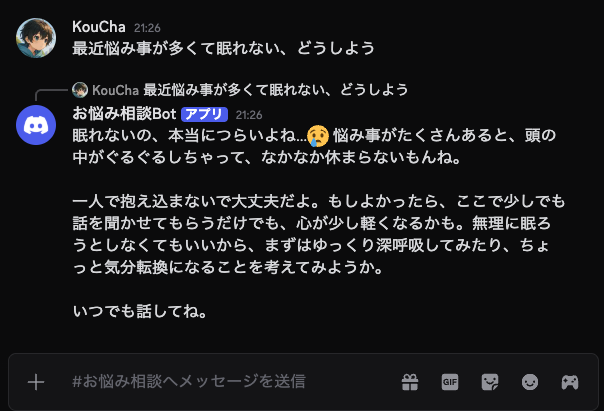 KouCha 21:26
最近悩み事が多くて眠れない、どうしよう
KouCha 最近悩み事が多くて眠れない、どうしよう
お悩み相談Bot アプリ 21:26
眠れないの、本当につらいよね...😢 悩み事がたくさんあると、頭の
中がぐるぐるしちゃって、なかなか休まらないもんね。
一人で抱え込まないで大丈夫だよ。もしよかったら、ここで少しでも
話を聞かせてもらうだけでも、心が少し軽くなるかも。無理に眠ろ
うとしなくてもいいから、まずはゆっくり深呼吸してみたり、ちょ
っと気分転換になることを考えてみようか。
いつでも話してね。
#お悩み相談へメッセージを送信
GIF